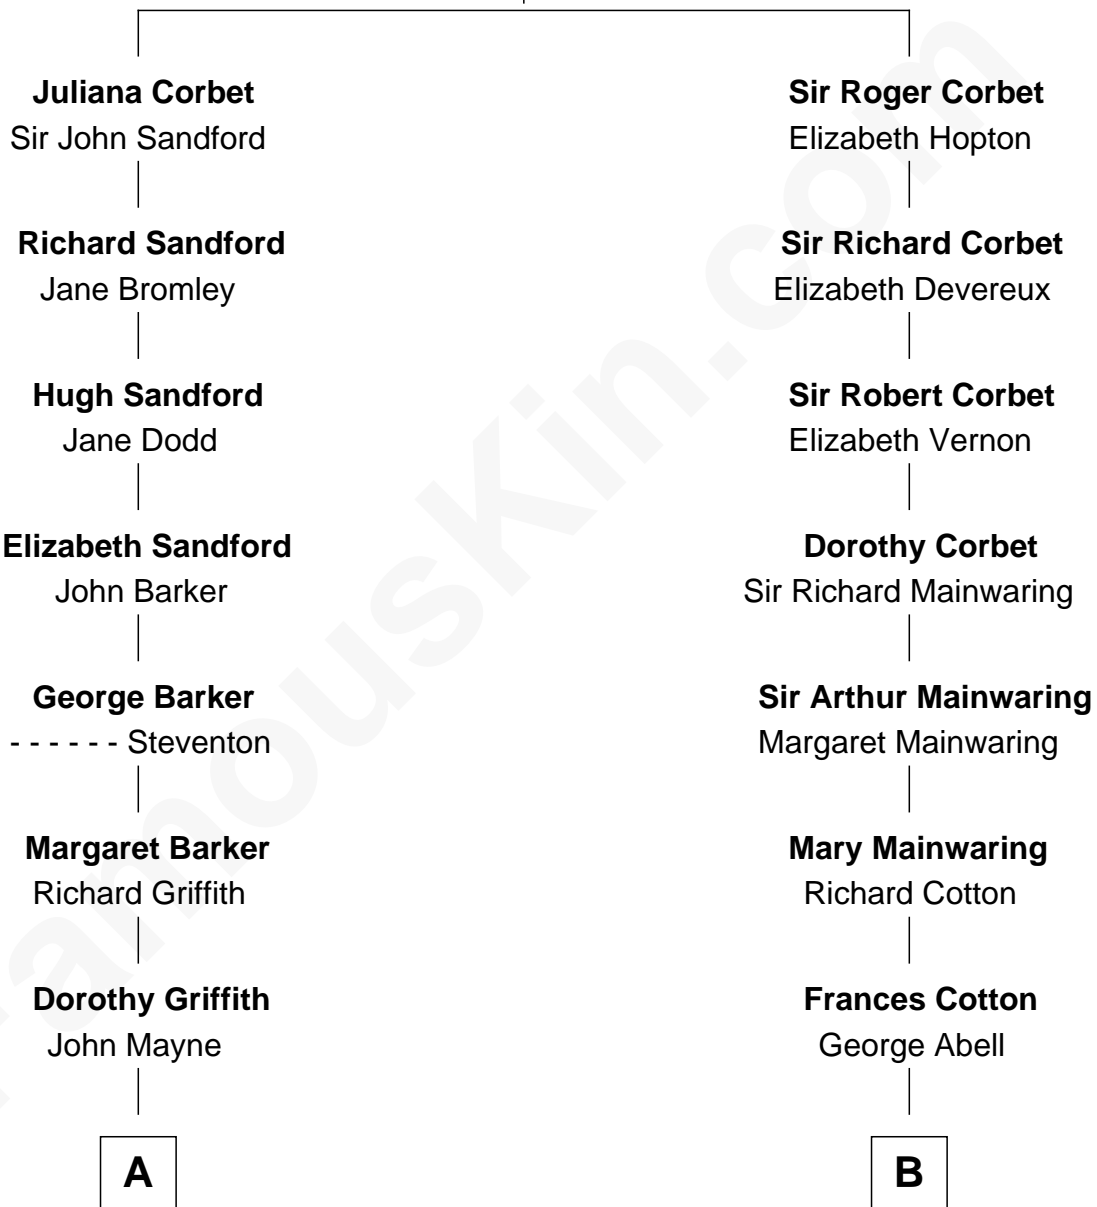 Juliana Corbet
Sir John Sandford
Richard Sandford
Jane Bromley
Hugh Sandford
Jane Dodd
Elizabeth Sandford
John Barker
George Barker
- - - - - - Steventon
Margaret Barker
Richard Griffith
Dorothy Griffith
John Mayne
A
Sir Roger Corbet
Elizabeth Hopton
Sir Richard Corbet
Elizabeth Devereux
Sir Robert Corbet
Elizabeth Vernon
Dorothy Corbet
Sir Richard Mainwaring
Sir Arthur Mainwaring
Margaret Mainwaring
Mary Mainwaring
Richard Cotton
Frances Cotton
George Abell
B
FamousKin.com